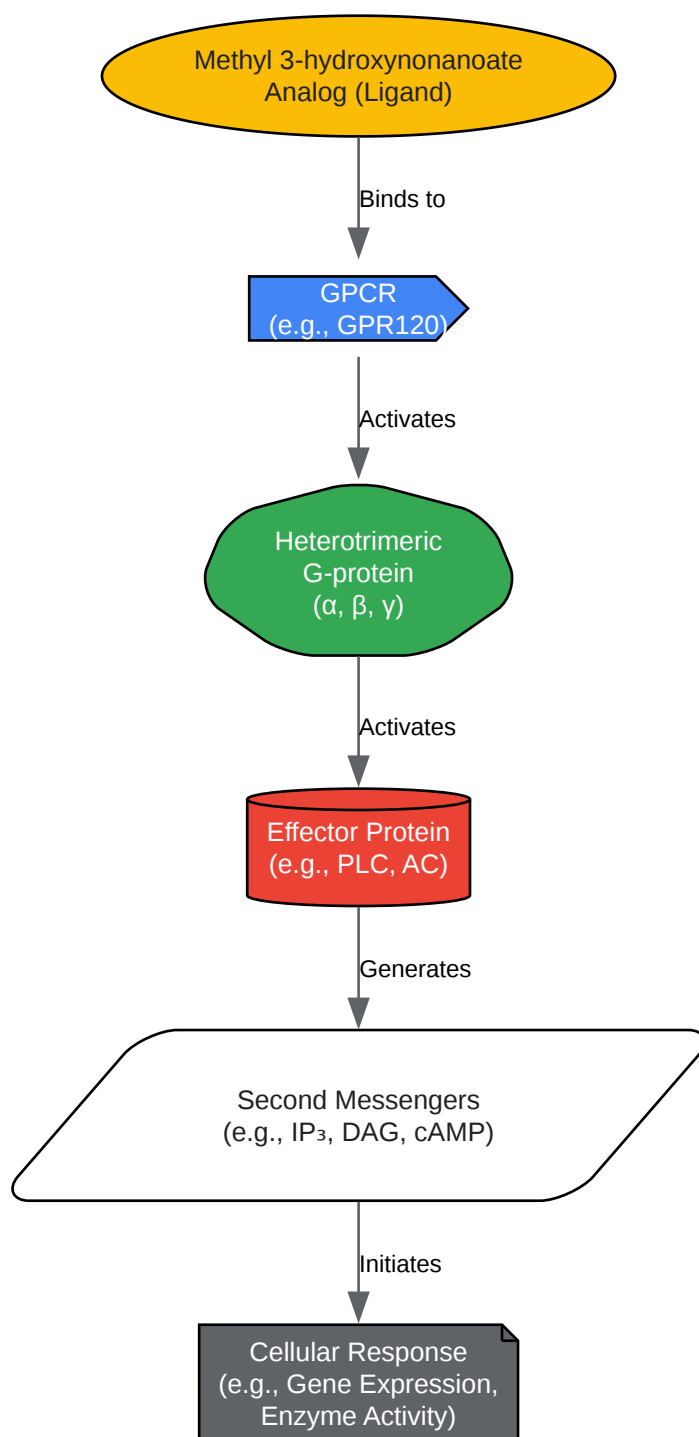 Methyl 3-hydroxynonanoate
Analog (Ligand)
Binds to
GPCR
(e.g., GPR120)
Activates
Heterotrimeric
G-protein
(α, β, γ)
Activates
Effector Protein
(e.g., PLC, AC)
Generates
Second Messengers
(e.g., IP₃, DAG, cAMP)
Initiates
Cellular Response
(e.g., Gene Expression,
Enzyme Activity)